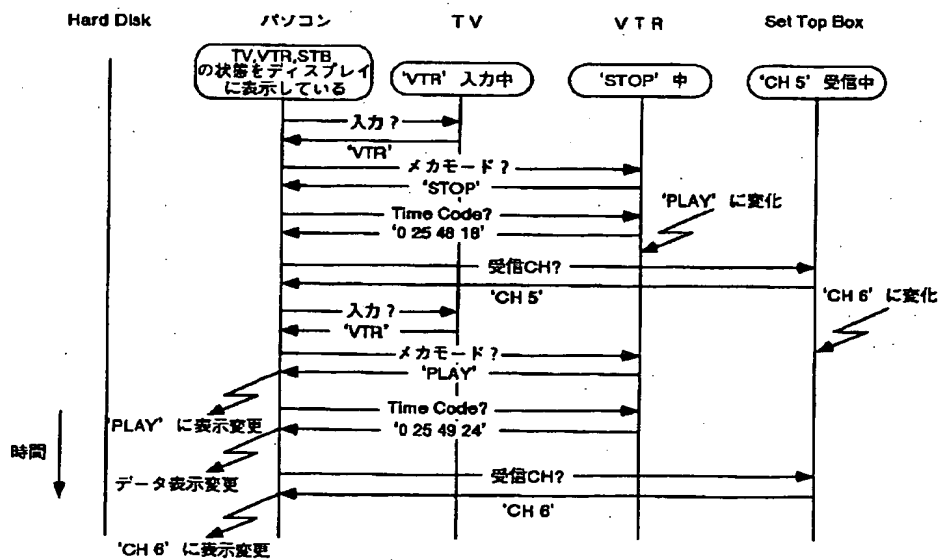 Hard Disk
パソコン
TV
VTR
Set Top Box
TV,VTR,STB
の状態をディスプレイ
に表示している
'VTR' 入力中
'STOP' 中
'CH 5' 受信中
入力？
'VTR'
メカモード？
'STOP'
Time Code?
'0 25 48 18'
'PLAY' に変化
受信CH?
'CH 5'
'CH 6' に変化
入力？
'VTR'
メカモード？
'PLAY'
Time Code?
'PLAY' に表示変更
'0 25 49 24'
時間
データ表示変更
受信CH?
'CH 6'
'CH 6' に表示変更